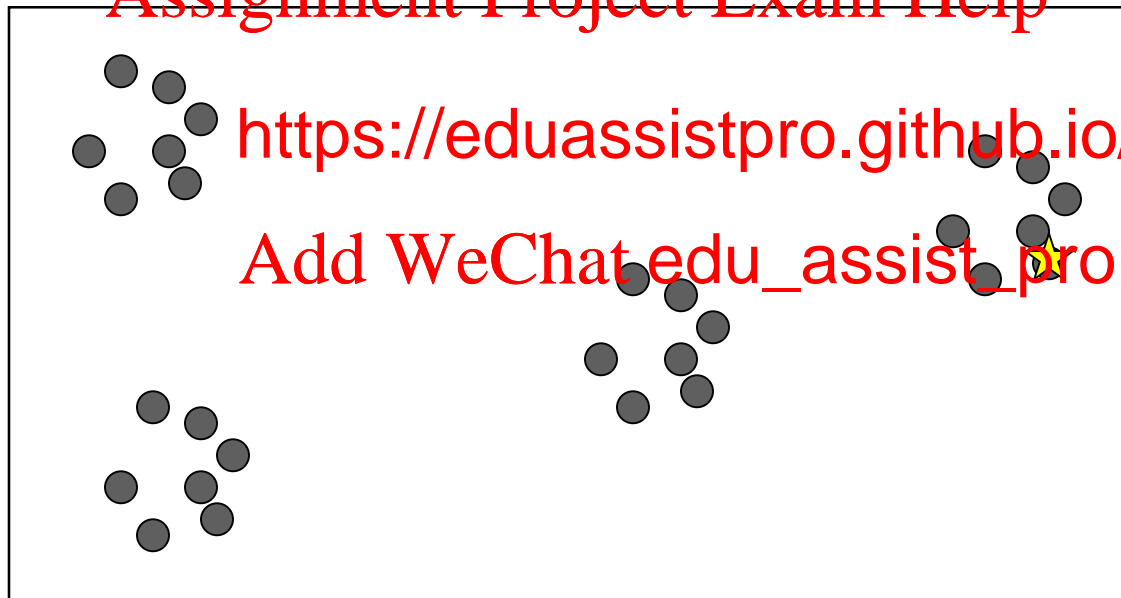 Assignment Project Exam Help
https://eduassistpro.github.io/
Add WeChat edu_assist_pro